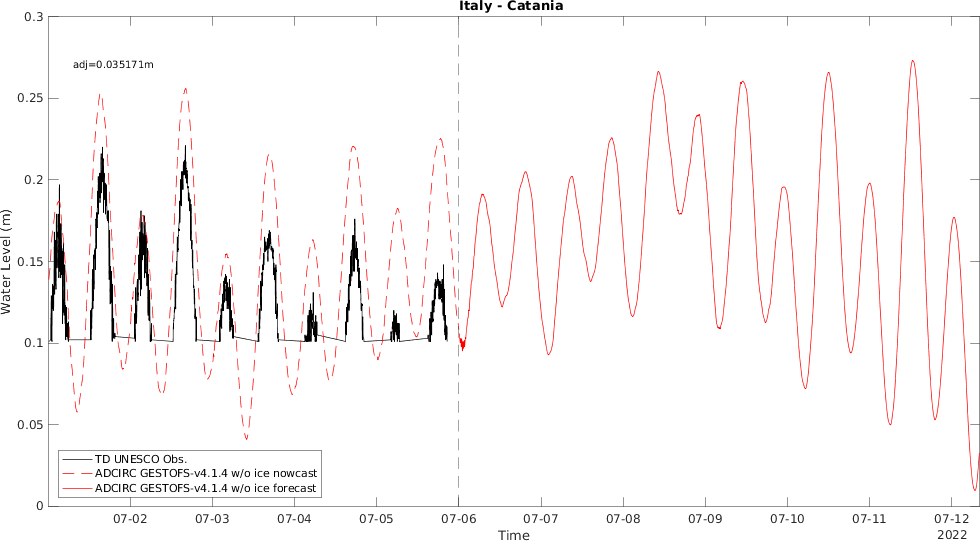 Italy - Catania
0.3
adj=0.035171m
0.25
0.2
0.15
0.1
0.05
0
Water Level (m)
TD UNESCO Obs.
ADCIRC GESTOFS-v4.1.4 w/o ice nowcast
ADCIRC GESTOFS-v4.1.4 w/o ice forecast
07-02 07-03 07-04 07-05 07-06 07-07 07-08 07-09 07-10 07-11 07-12
Time 2022